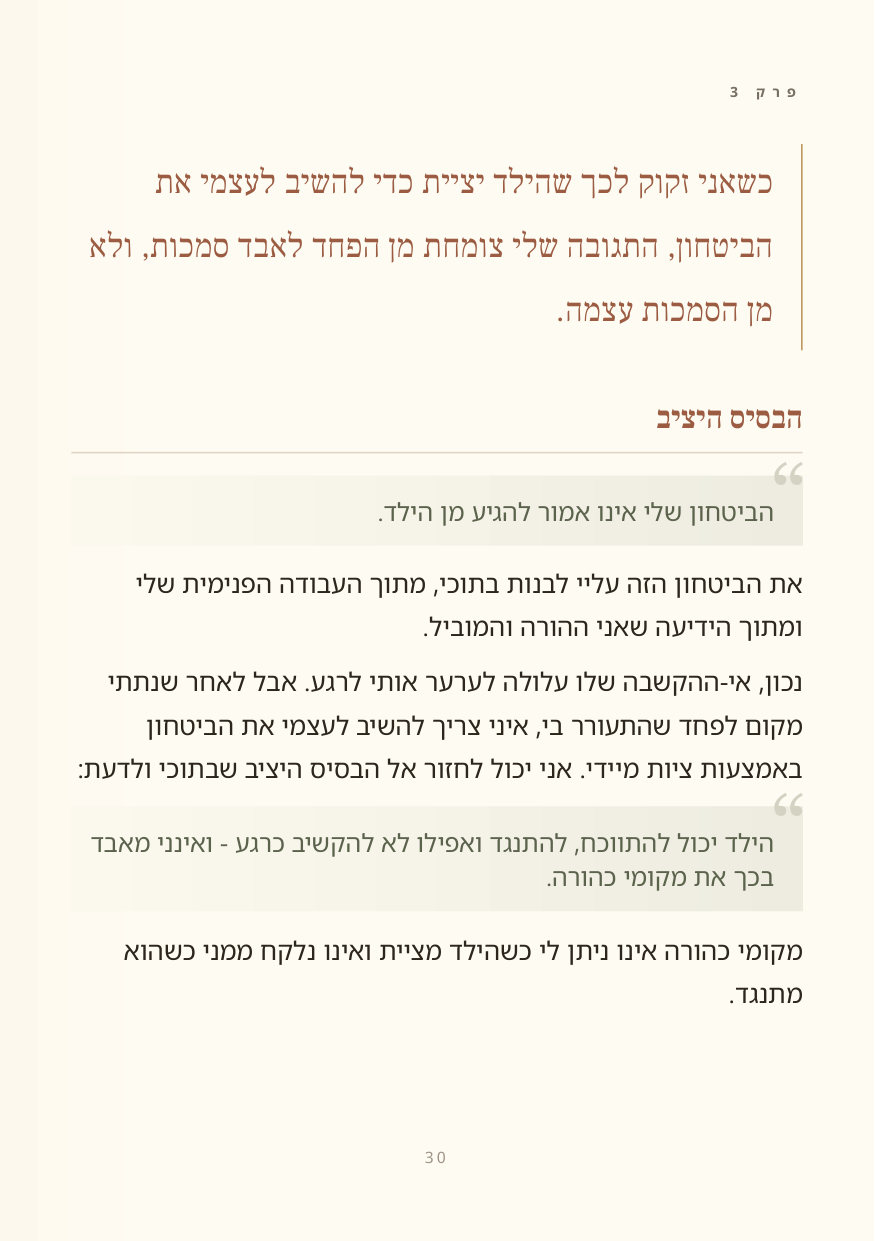 פרק 3
כשאני זקוק לכך שהילד יציית כדי להשיב לעצמי את
הביטחון, התגובה שלי צומחת מן הפחד לאבד סמכות, ולא
מן הסמכות עצמה.
הבסיס היציב
“
הביטחון שלי אינו אמור להגיע מן הילד.
את הביטחון הזה עליי לבנות בתוכי, מתוך העבודה הפנימית שלי
ומתוך הידיעה שאני ההורה והמוביל.
נכון, אי-ההקשבה שלו עלולה לערער אותי לרגע. אבל לאחר שנתתי
מקום לפחד שהתעורר בי, איני צריך להשיב לעצמי את הביטחון
באמצעות ציות מיידי. אני יכול לחזור אל הבסיס היציב שבתוכי ולדעת:
“
הילד יכול להתווכח, להתנגד ואפילו לא להקשיב כרגע - ואינני מאבד
בכך את מקומי כהורה.
מקומי כהורה אינו ניתן לי כשהילד מציית ואינו נלקח ממני כשהוא
מתנגד.
30